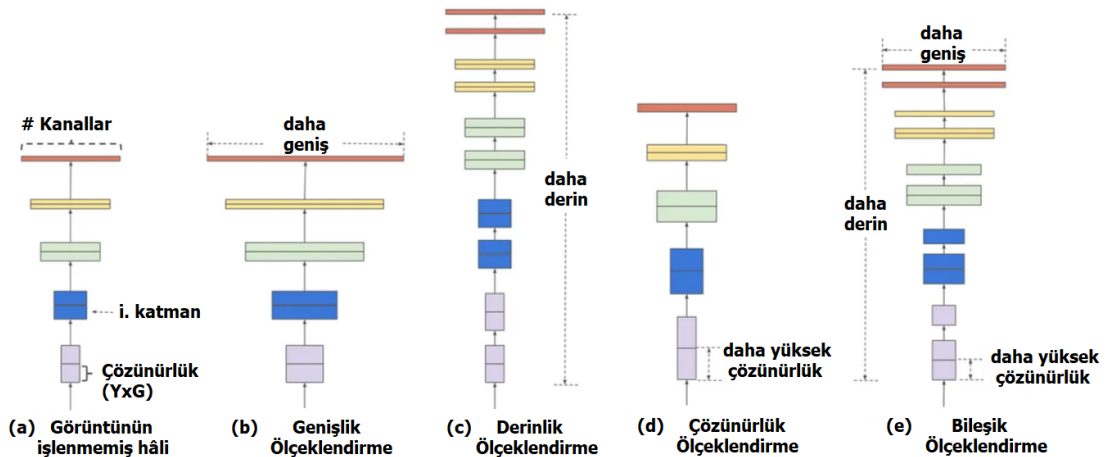 # Kanallar
i. katman
Çözünürlük
(YxG)
(a) Görüntünün
işlenmemiş hâli
daha
geniş
(b) Genişlik
Ölçeklendirme
daha
derin
(c) Derinlik
Ölçeklendirme
daha yüksek
çözünürlük
(d) Çözünürlük
Ölçeklendirme
daha
geniş
daha
derin
daha yüksek
çözünürlük
(e) Bileşik
Ölçeklendirme